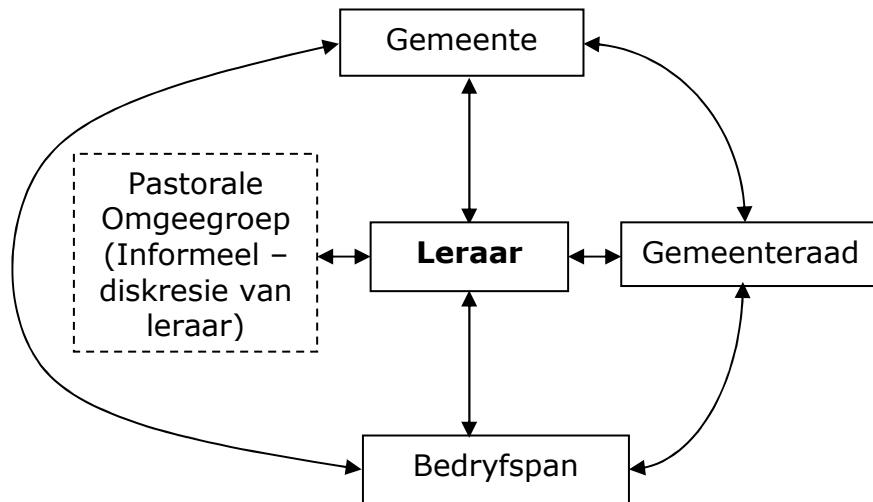 Gemeente
Pastorale
Omgeegroep
(Informeel –
diskresie van
leraar)
Leraar
Gemeenteraad
Bedryfspan